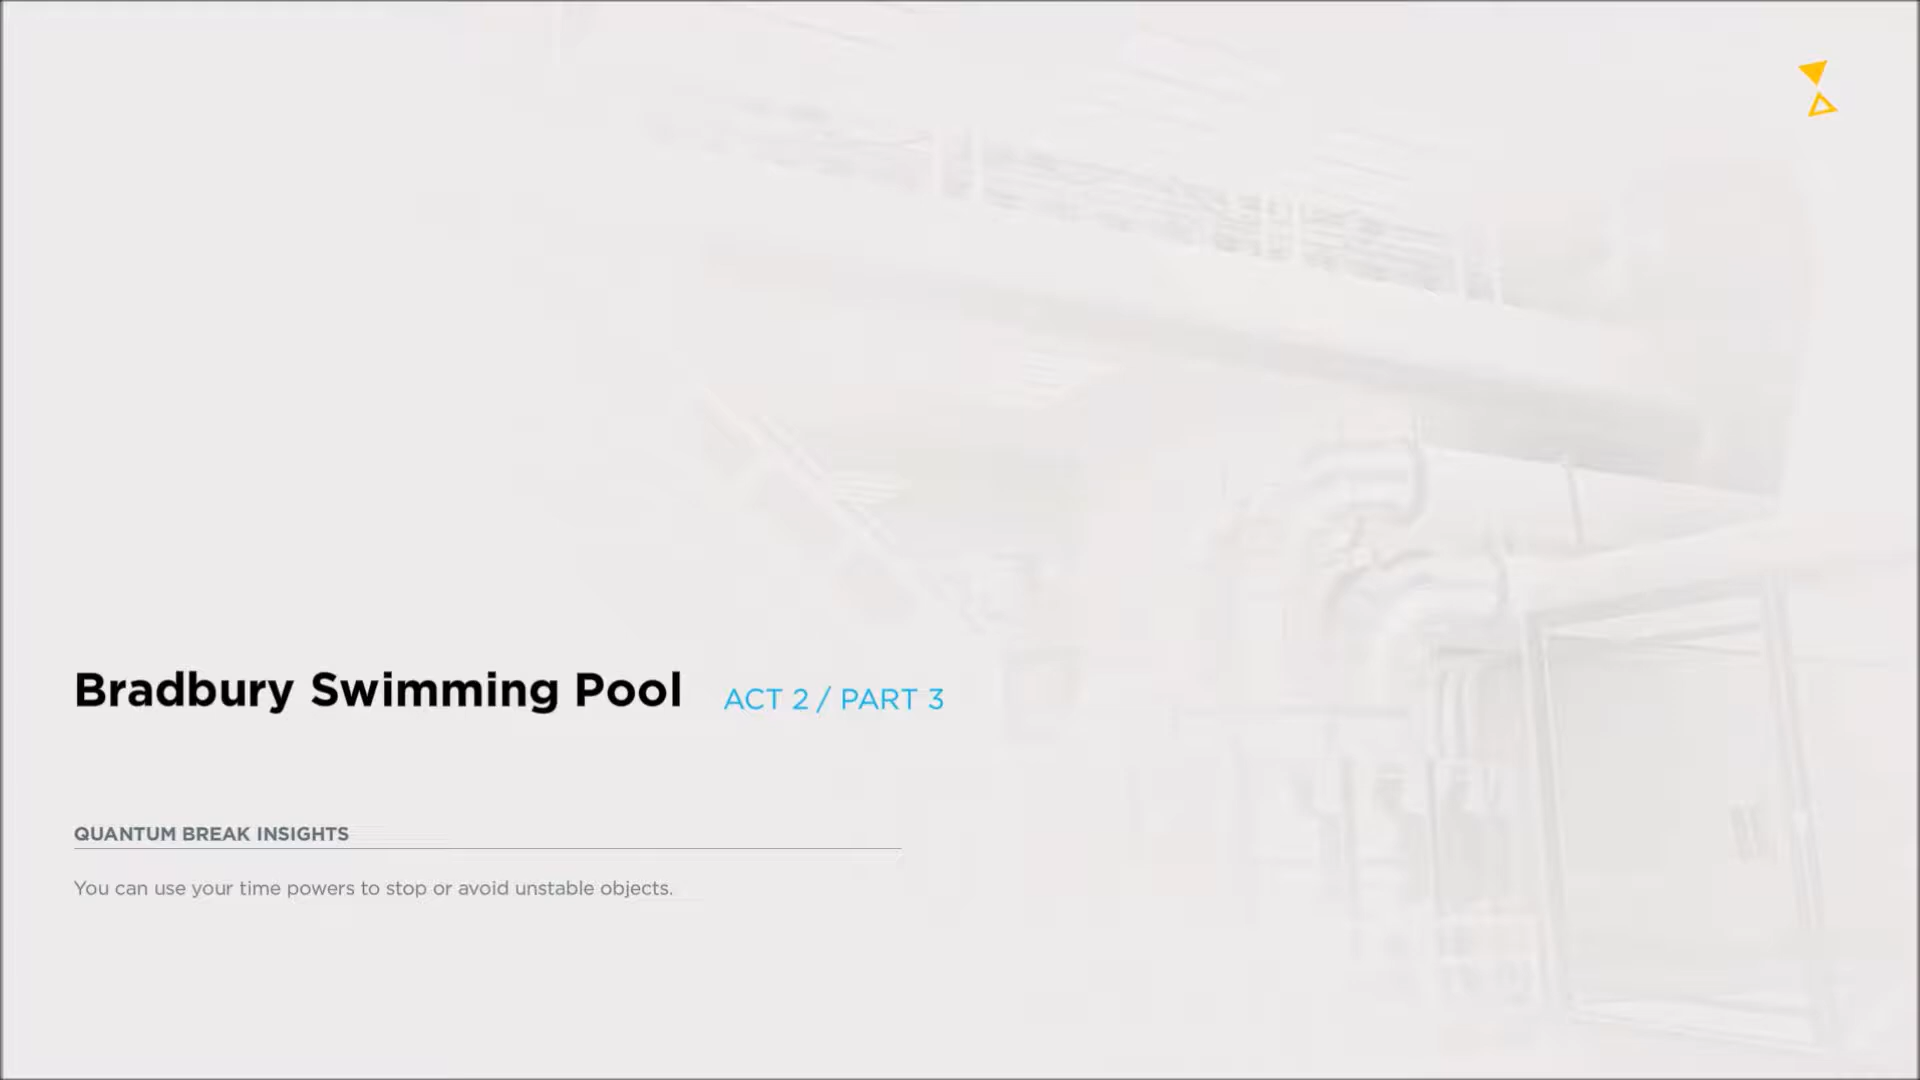 Bradbury Swimming Pool ACT 2 / PART 3
QUANTUM BREAK INSIGHTS
You can use your time powers to stop or avoid unstable objects.